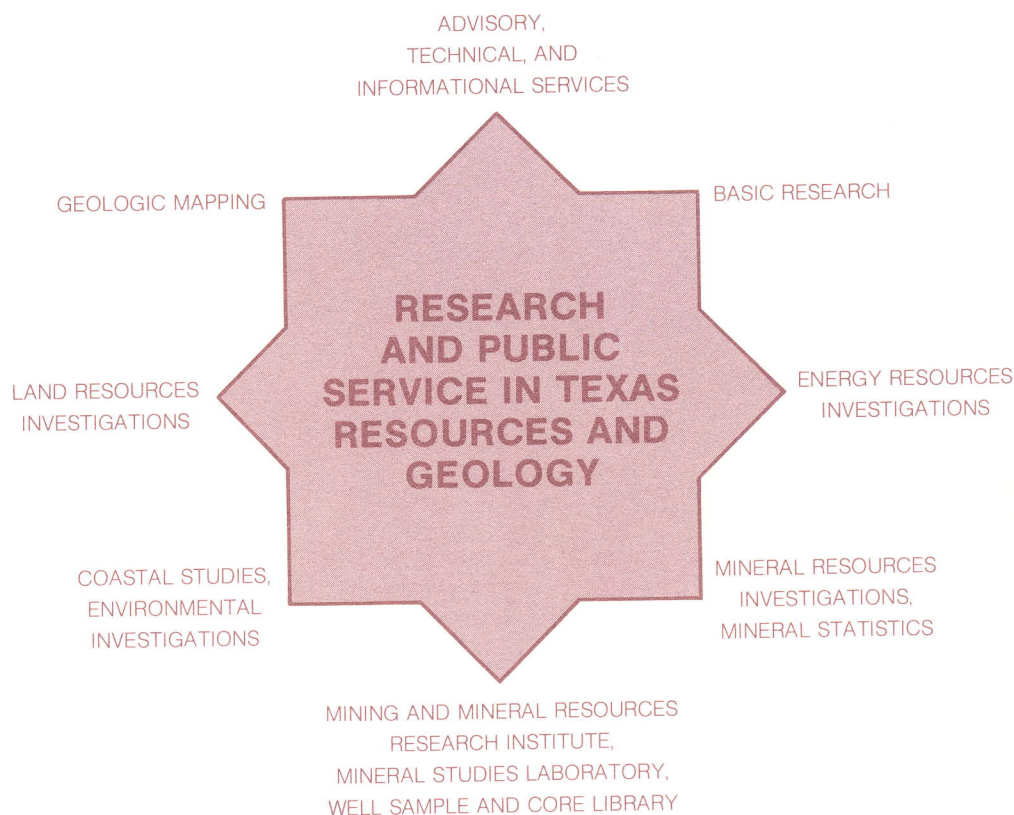 ADVISORY,
TECHNICAL, AND
INFORMATIONAL SERVICES
GEOLOGIC MAPPING
BASIC RESEARCH
RESEARCH
AND PUBLIC
SERVICE IN TEXAS
RESOURCES AND
GEOLOGY
LAND RESOURCES
INVESTIGATIONS
ENERGY RESOURCES
INVESTIGATIONS
COASTAL STUDIES,
ENVIRONMENTAL
INVESTIGATIONS
MINERAL RESOURCES
INVESTIGATIONS,
MINERAL STATISTICS
MINING AND MINERAL RESOURCES
RESEARCH INSTITUTE,
MINERAL STUDIES LABORATORY,
WELL SAMPLE AND CORE LIBRARY